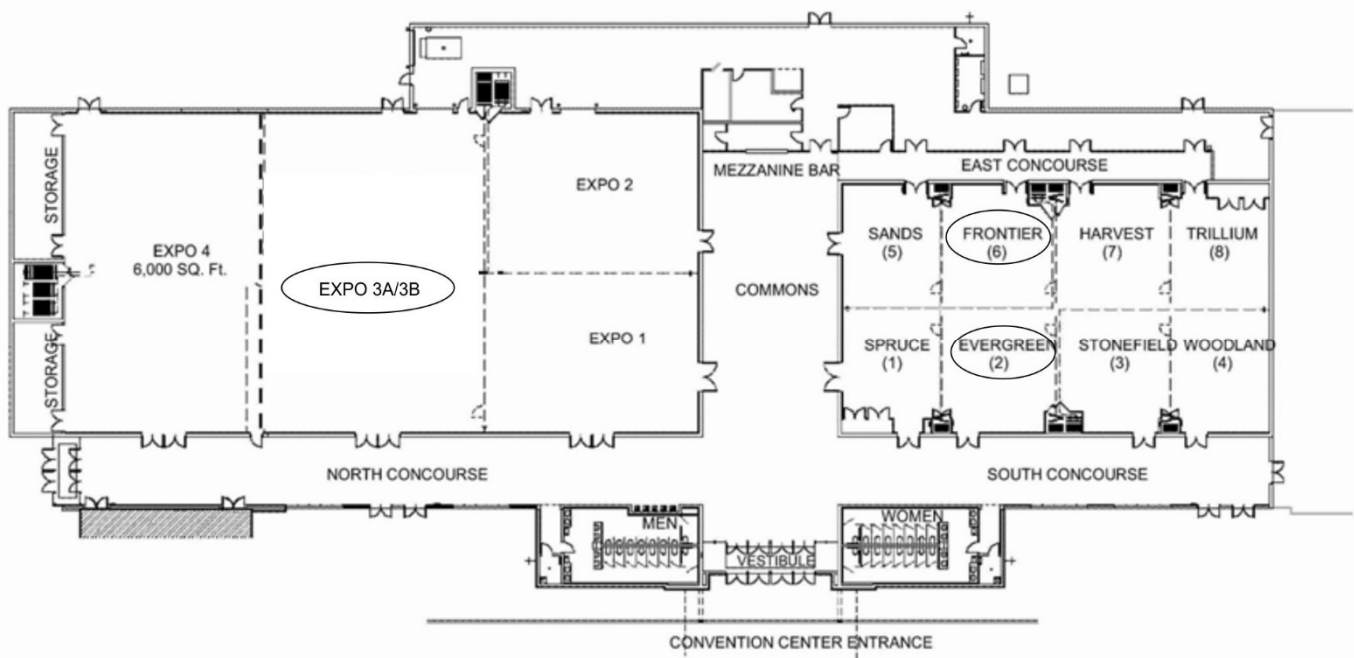 STORAGE
STORAGE
EXPO 4
6,000 SQ. Ft.
EXPO 3A/3B
EXPO 2
EXPO 1
MEZZANINE BAR
EAST CONCOURSE
COMMONS
SANDS
(5)
FRONTIER
(6)
HARVEST
(7)
TRILLIUM
(8)
SPRUCE
(1)
EVERGREEN
(2)
STONEFIELD
(3)
WOODLAND
(4)
NORTH CONCOURSE
SOUTH CONCOURSE
MEN
WOMEN
VESTIBULE
CONVENTION CENTER ENTRANCE